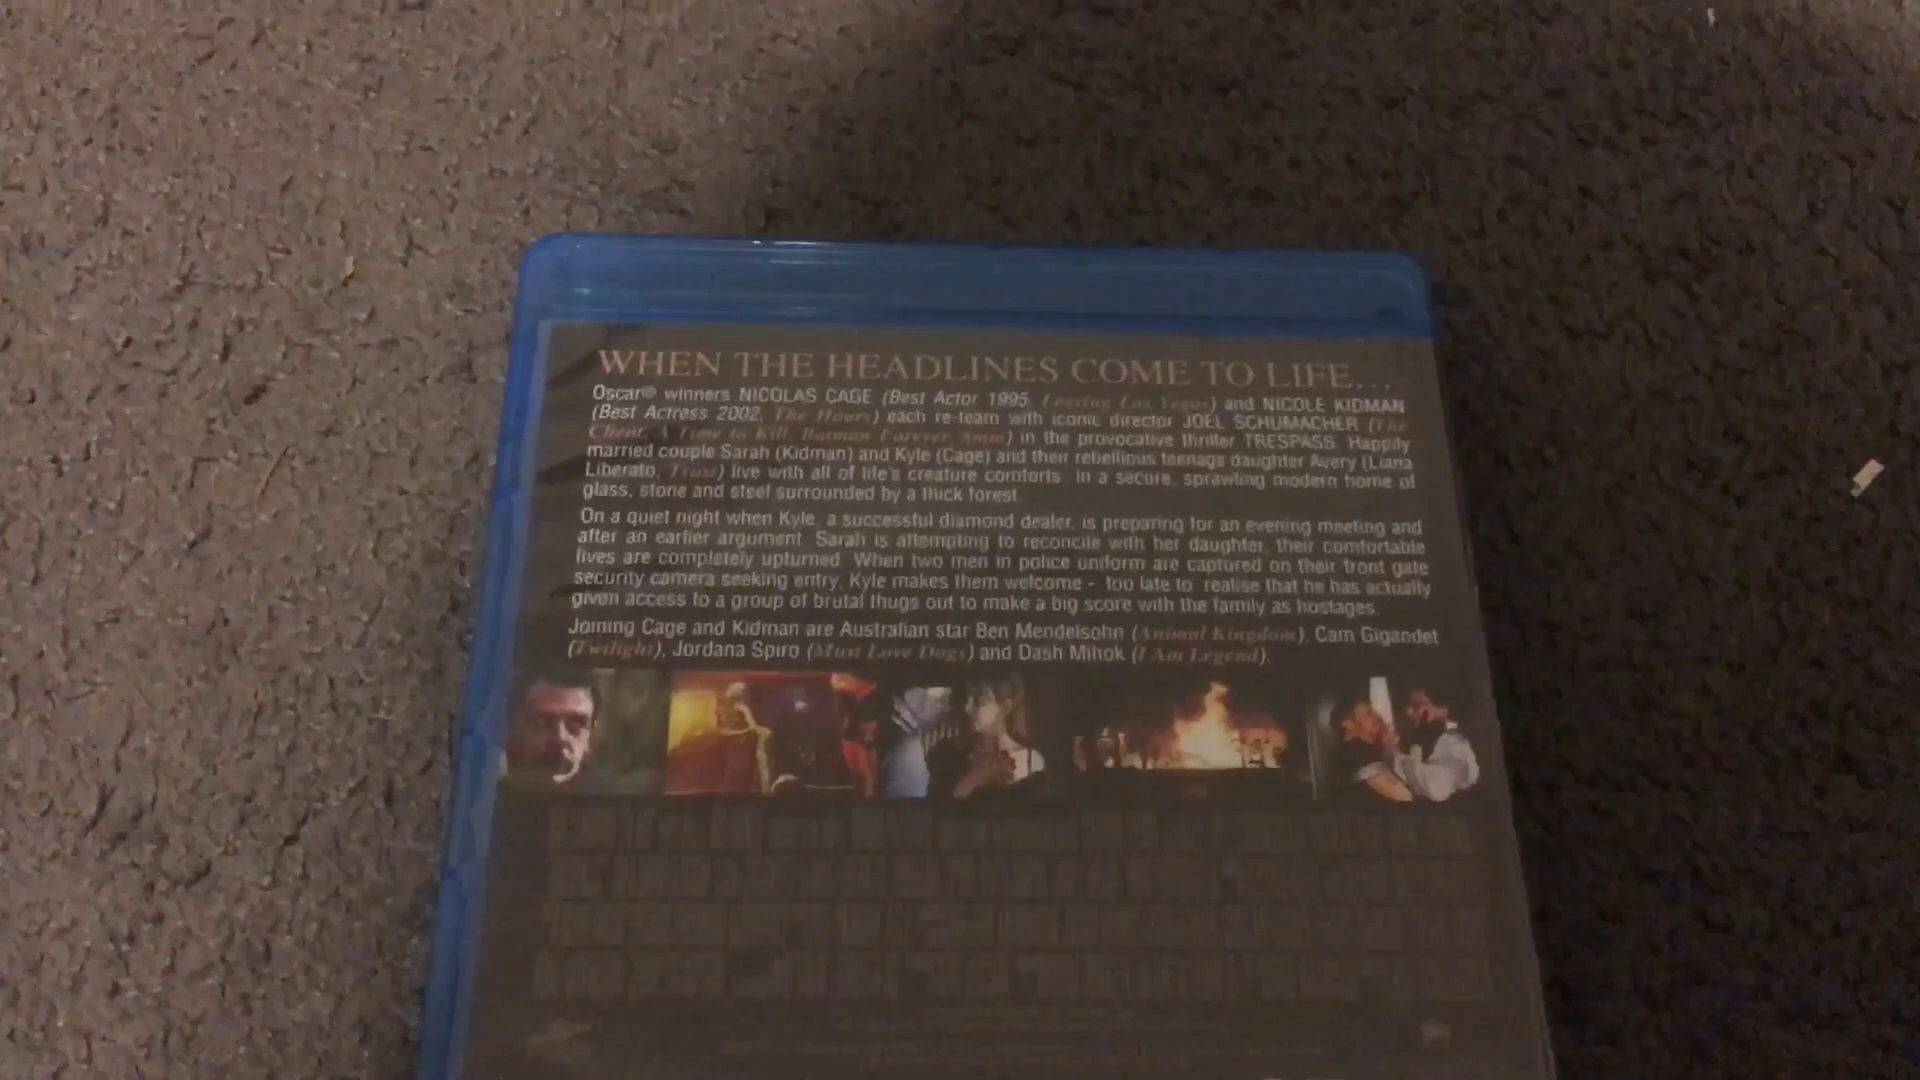 WHEN THE HEADLINES COME TO LIFE...
Oscar® winners NICOLAS CAGE (Best Actor 1995, Leaving Las Vegas) and NICOLE KIDMAN
(Best Actress 2002, The Hours) each re-team with iconic director JOEL SCHUMACHER (The
Client, A Time to Kill, Batman Forever, 8mm) in the provocative thriller TRESPASS. Happily
married couple Sarah (Kidman) and Kyle (Cage) and their rebellious teenage daughter Avery (Liana
Liberato, Trust) live with all of life's creature comforts in a secure, sprawling modern home of
glass, stone and steel surrounded by a thick forest.
On a quiet night when Kyle, a successful diamond dealer, is preparing for an evening meeting and
after an earlier argument Sarah is attempting to reconcile with her daughter, their comfortable
lives are completely upturned. When two men in police uniform are captured on their front gate
security camera seeking entry, Kyle makes them welcome - too late to realise that he has actually
given access to a group of brutal thugs out to make a big score with the family as hostages.
Joining Cage and Kidman are Australian star Ben Mendelsohn (Animal Kingdom), Cam Gigandet
(Twilight), Jordana Spiro (Must Love Dogs) and Dash Mihok (I Am Legend).